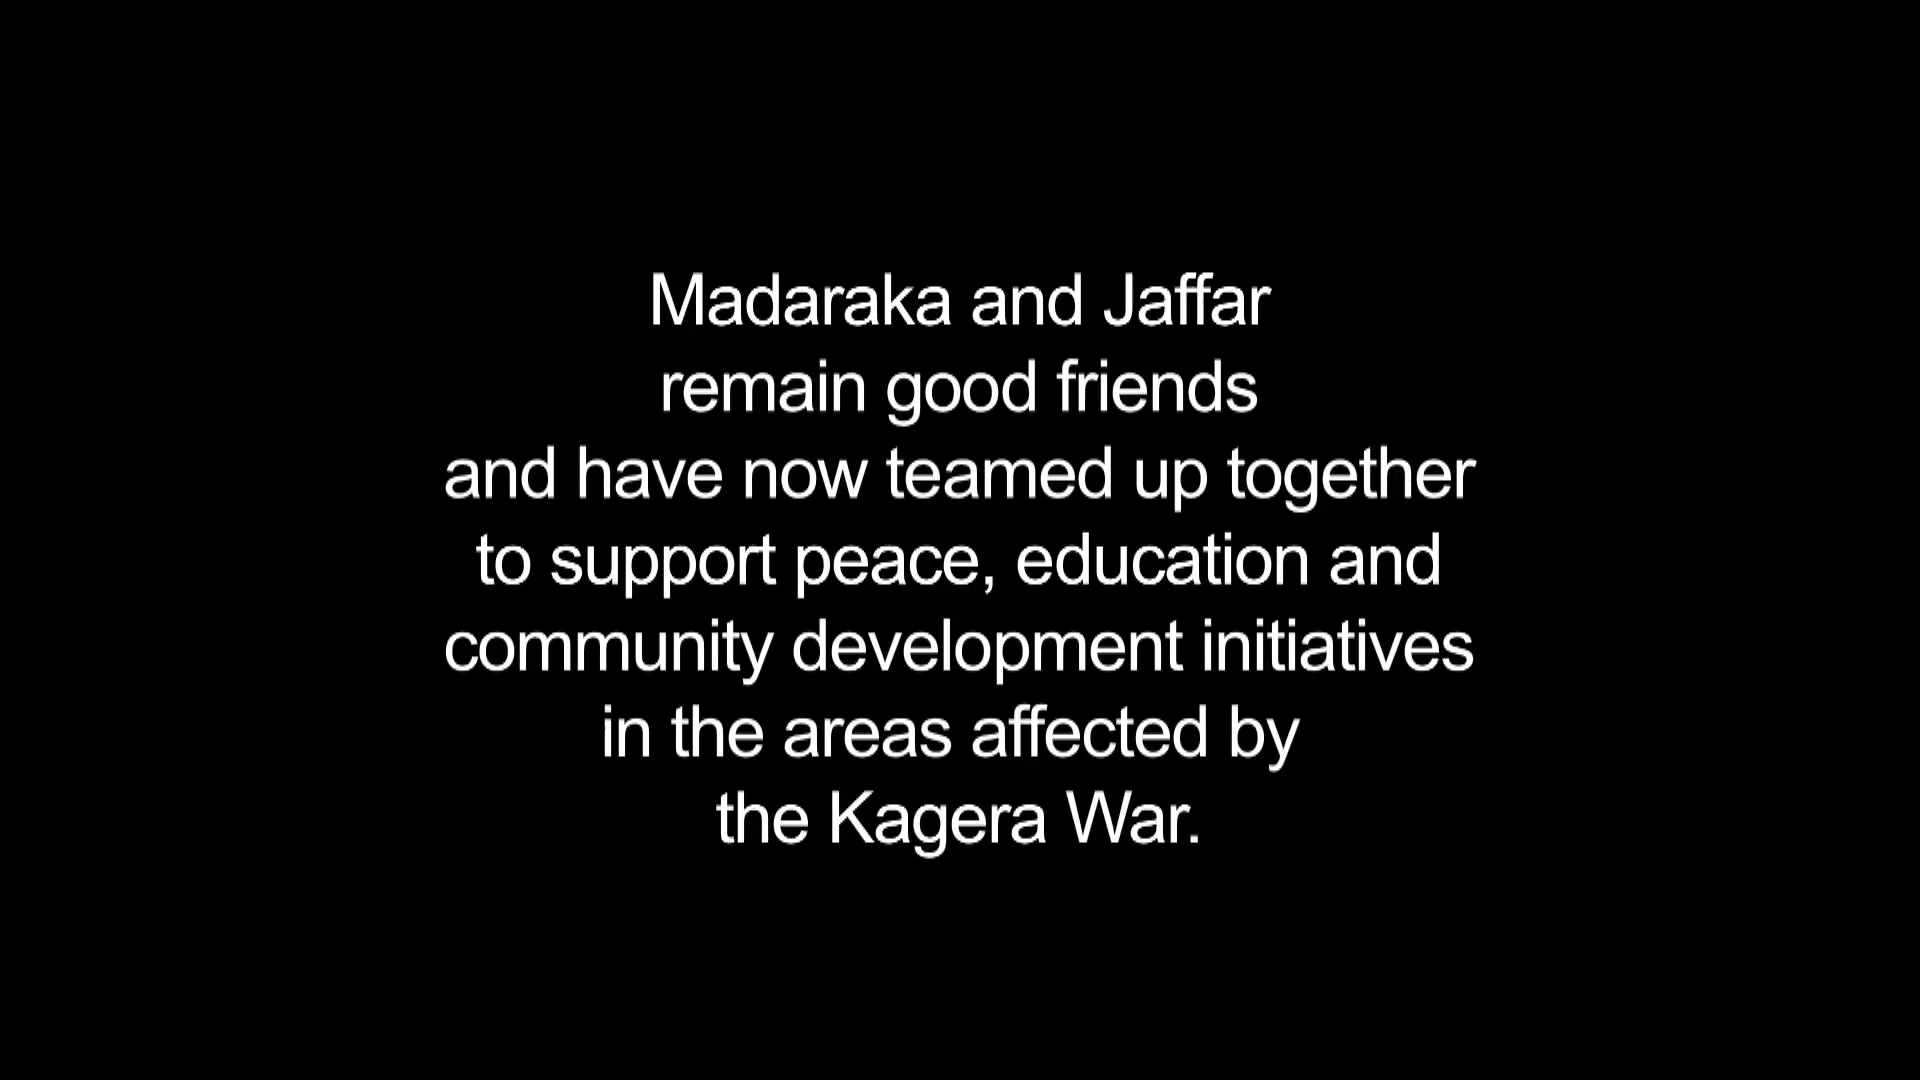 Madaraka and Jaffar
remain good friends
and have now teamed up together
to support peace, education and
community development initiatives
in the areas affected by
the Kagera War.